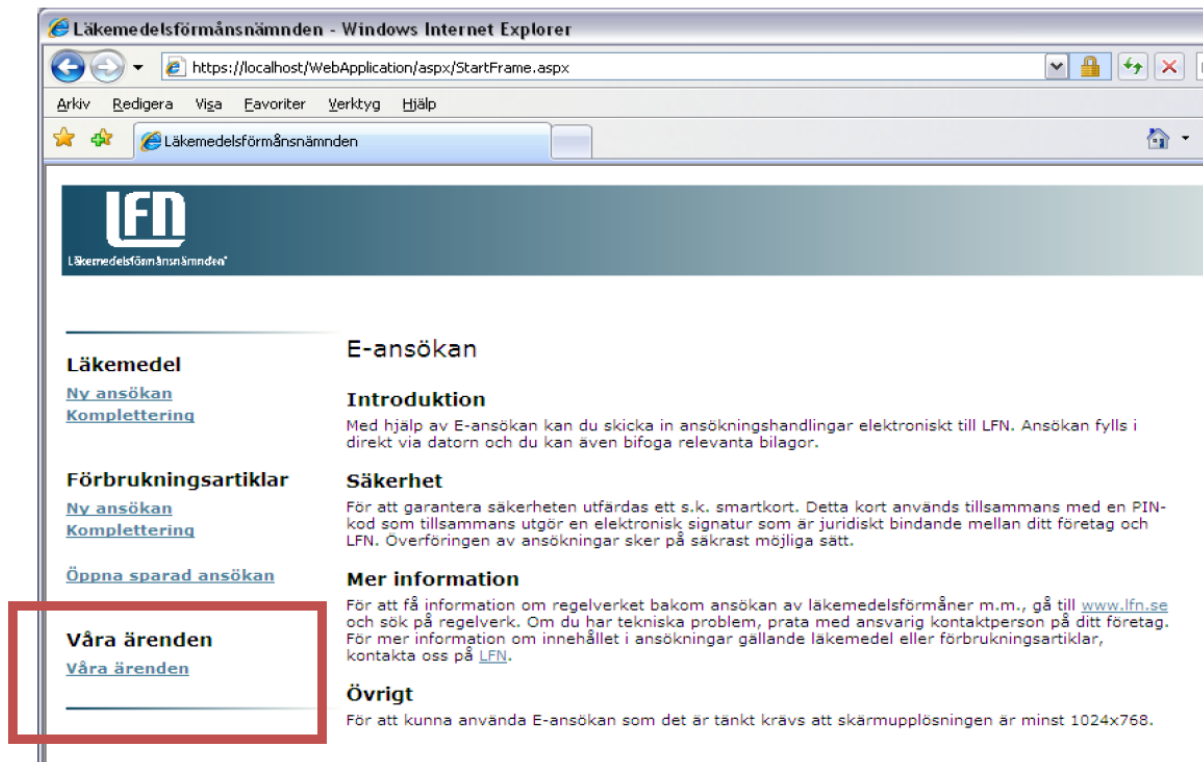 Läkemedelsförmånsnämnden - Windows Internet Explorer
https://localhost/WebApplication/aspx/StartFrame.aspx
Arkiv Redigera Visa Favoriter Verktyg Hjälp
Läkemedelsförmånsnämnden
LFN
Läkemedelsförmånsnämnden
Läkemedel
Ny ansökan
Komplettering
Förbrukningsartiklar
Ny ansökan
Komplettering
Öppna sparad ansökan
Våra ärenden
Våra ärenden
E-ansökan
Introduktion
Med hjälp av E-ansökan kan du skicka in ansökningshandlingar elektroniskt till LFN. Ansökan fylls i
direkt via datorn och du kan även bifoga relevanta bilagor.
Säkerhet
För att garantera säkerheten utfärdas ett s.k. smartkort. Detta kort används tillsammans med en PIN-
kod som tillsammans utgör en elektronisk signatur som är juridiskt bindande mellan ditt företag och
LFN. Överföringen av ansökningar sker på säkrast möjliga sätt.
Mer information
För att få information om regelverket bakom ansökan av läkemedelsförmåner m.m., gå till www.lfn.se
och sök på regelverk. Om du har tekniska problem, prata med ansvarig kontaktperson på ditt företag.
För mer information om innehållet i ansökningar gällande läkemedel eller förbrukningsartiklar,
kontakta oss på LFN.
Övrigt
För att kunna använda E-ansökan som det är tänkt krävs att skärmupplösningen är minst 1024x768.